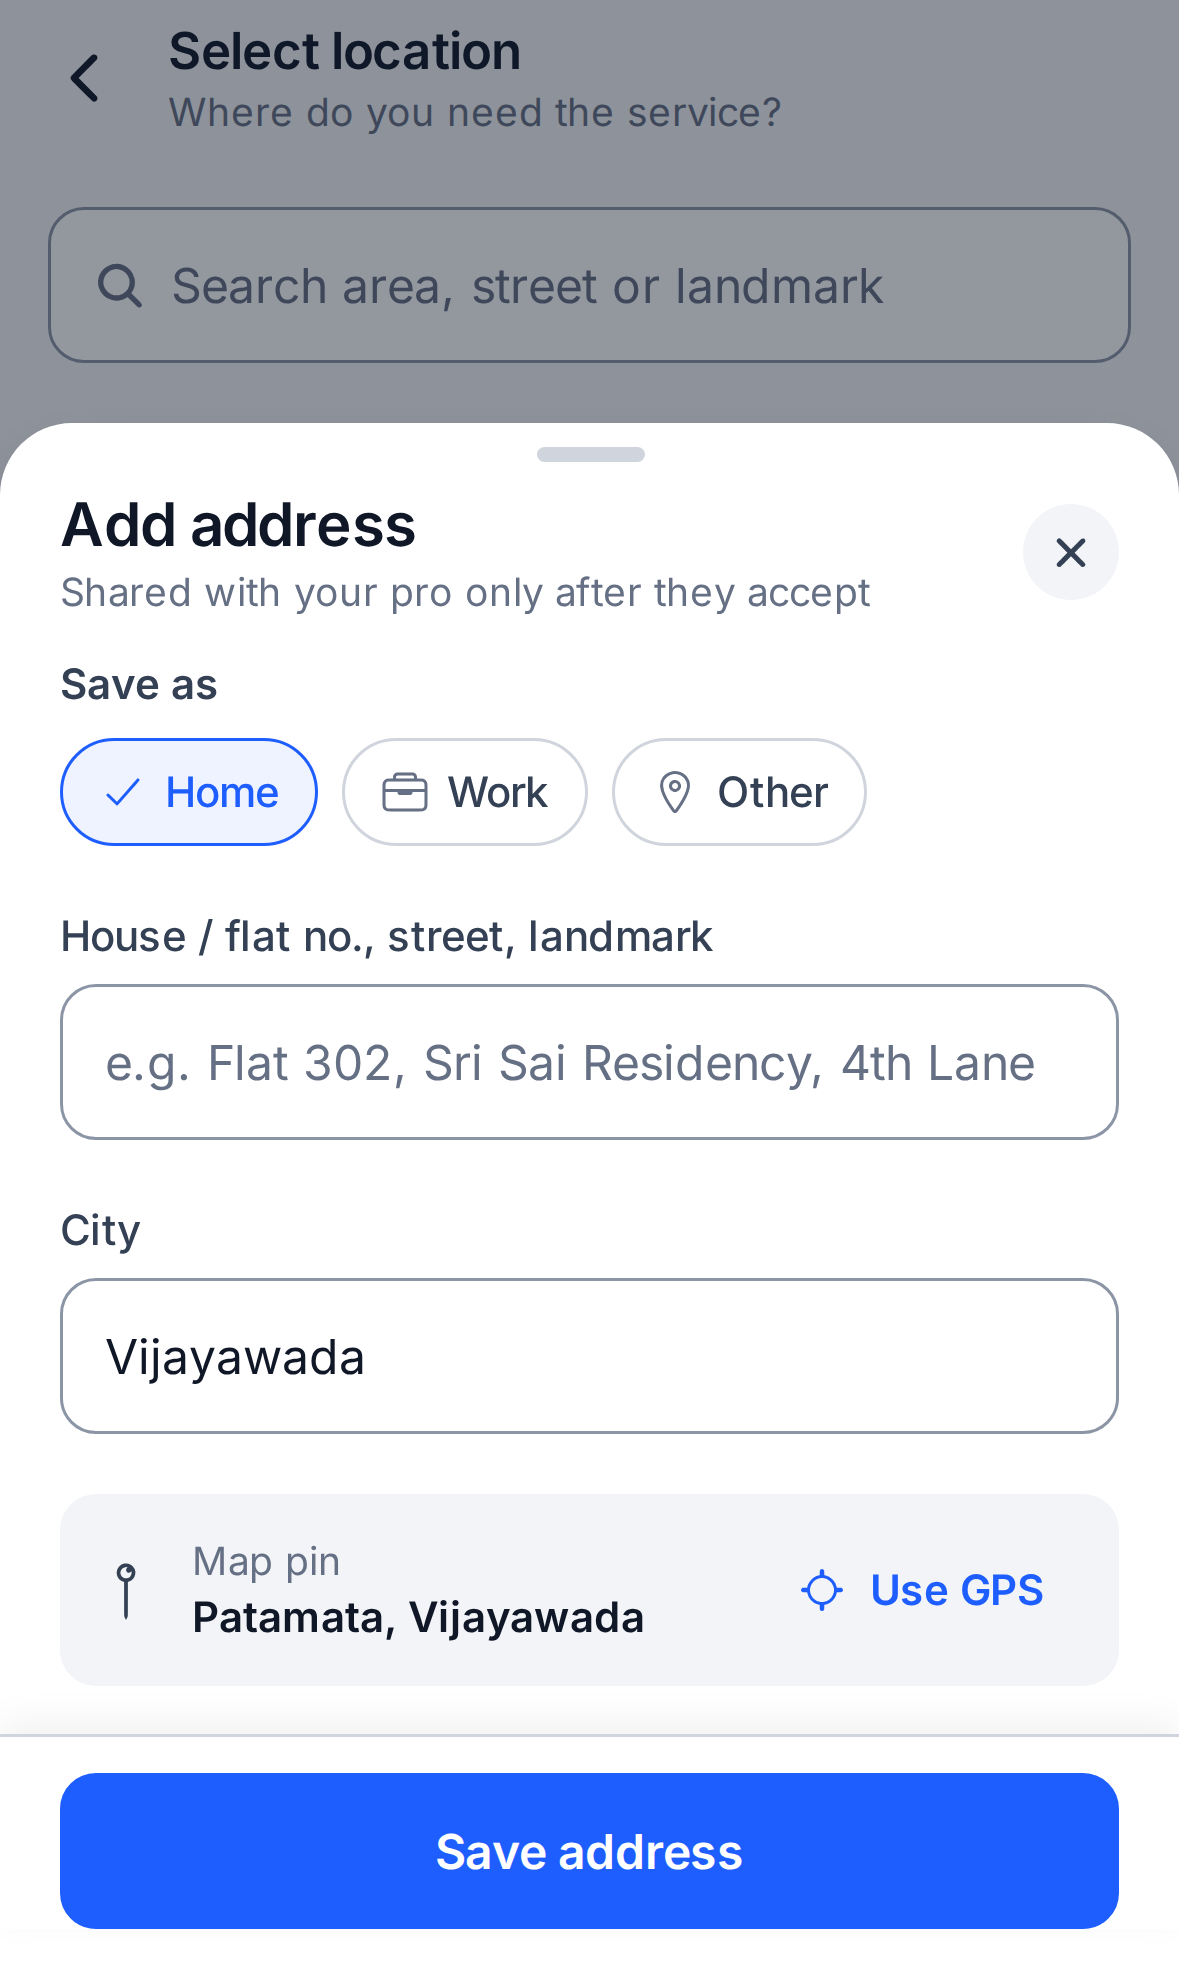 Select location
Where do you need the service?
Search area, street or landmark
Add address
Shared with your pro only after they accept
Save as
Home
Work
Other
House / flat no., street, landmark
e.g. Flat 302, Sri Sai Residency, 4th Lane
City
Vijayawada
Map pin
Patamata, Vijayawada
Use GPS
Save address